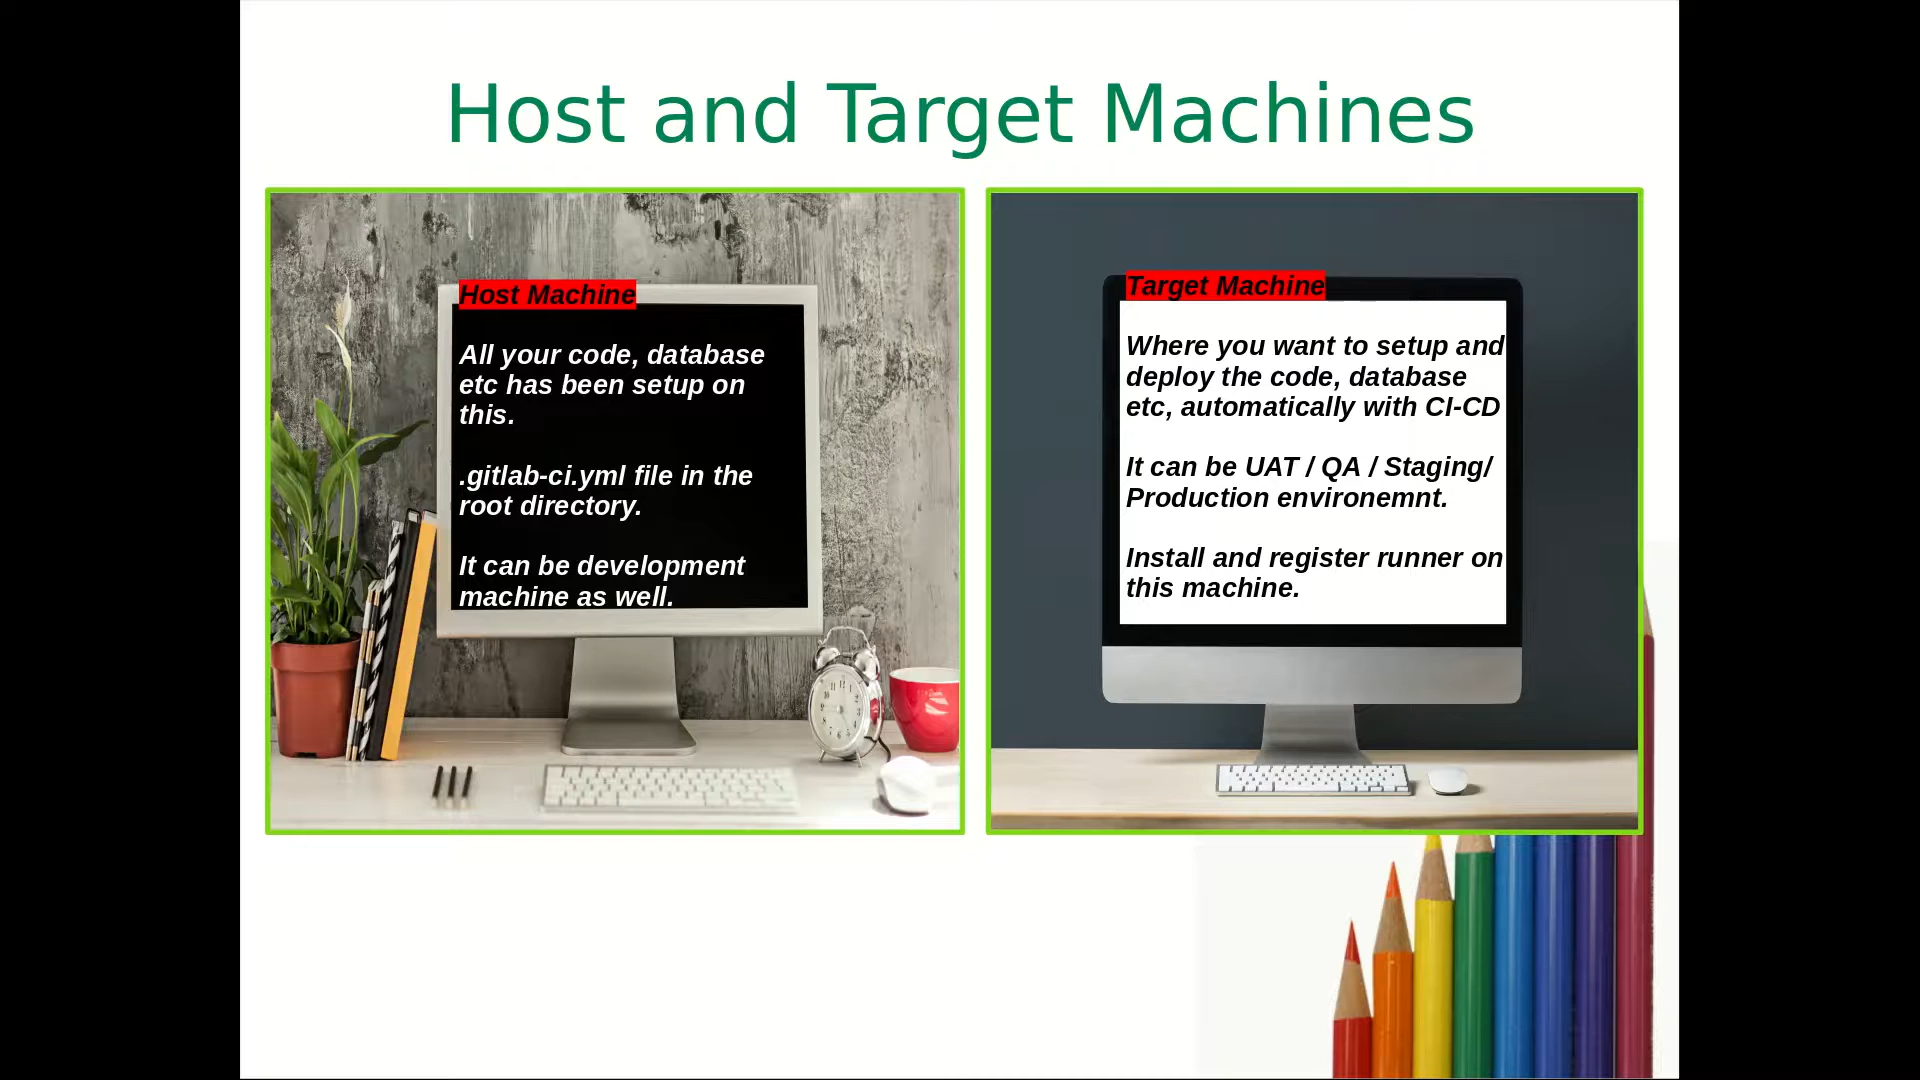 Host and Target Machines
Host Machine
All your code, database
etc has been setup on
this.
.gitlab-ci.yml file in the
root directory.
It can be development
machine as well.
Target Machine
Where you want to setup and
deploy the code, database
etc, automatically with CI-CD
It can be UAT / QA / Staging/
Production environemnt.
Install and register runner on
this machine.